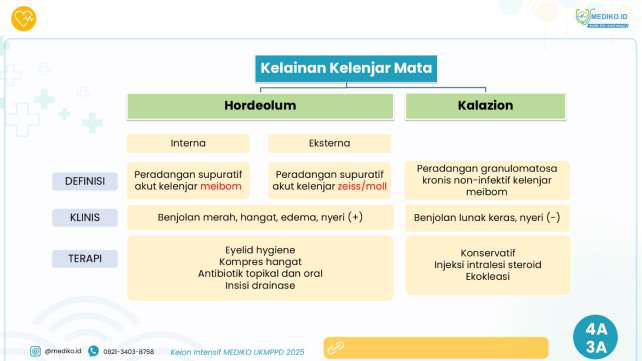 MEDIKO.ID
Kelainan Kelenjar Mata
Hordeolum
Kalazion
Interna
Eksterna
DEFINISI
Peradangan supuratif
akut kelenjar meibom
Peradangan supuratif
akut kelenjar zeiss/moll
Peradangan granulomatosa
kronis non-infektif kelenjar
meibom
KLINIS
Benjolan merah, hangat, edema, nyeri (+)
Benjolan lunak keras, nyeri (-)
TERAPI
Eyelid hygiene
Kompres hangat
Antibiotik topikal dan oral
Insisi drainase
Konservatif
Injeksi intralesi steroid
Ekokleasi
4A
3A
@mediko.id
0821-3403-8758
Kelon Intensif MEDIKO UKMPPD 2025